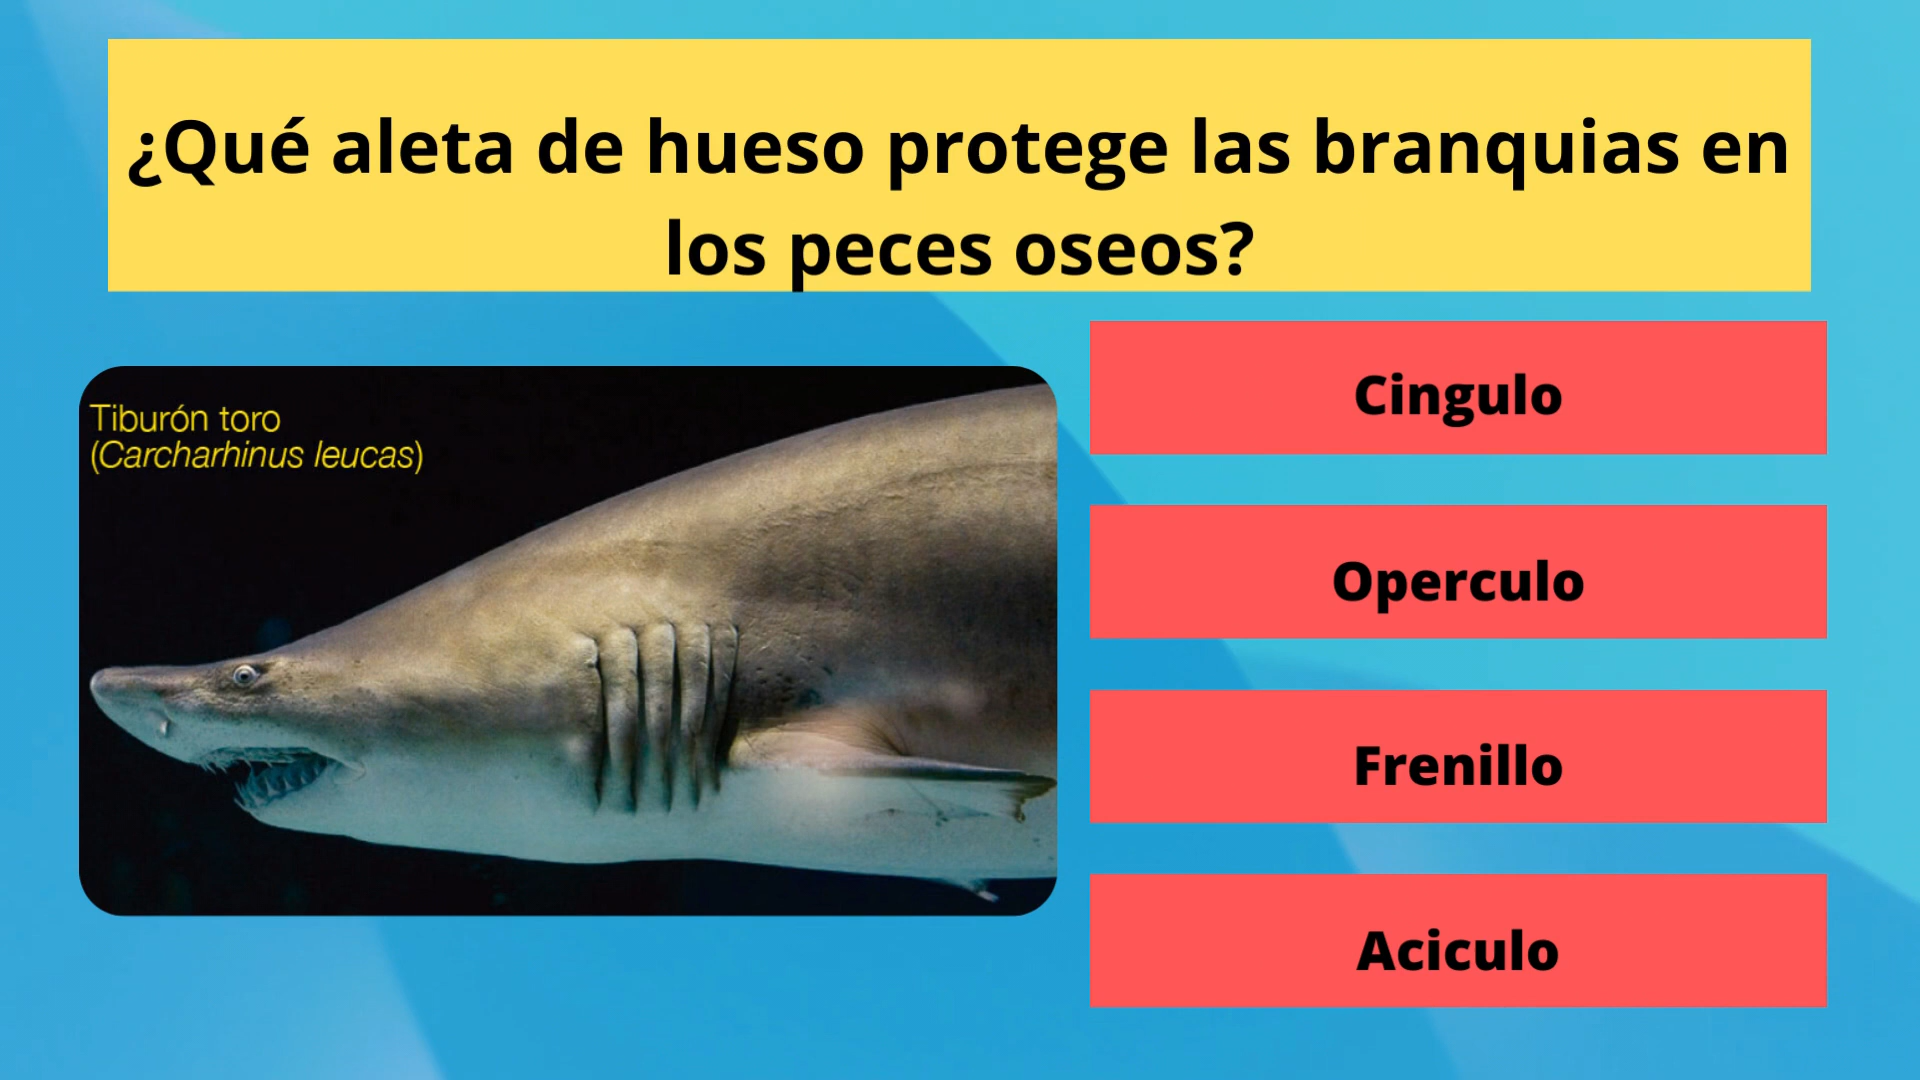 ¿Qué aleta de hueso protege las branquias en
los peces oseos?
Tiburón toro
(Carcharhinus leucas)
Cingulo
Operculo
Frenillo
Aciculo